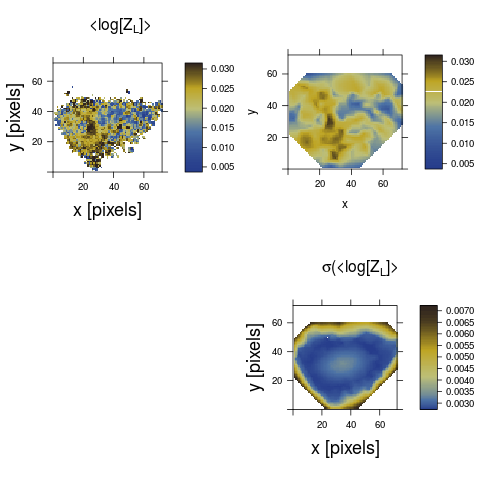 <log[Z_L]>
60
40
20
20 40 60
y [pixels]
x [pixels]
0.030
0.025
0.020
0.015
0.010
0.005
60
40
20
20 40 60
y
x
0.030
0.025
0.020
0.015
0.010
0.005
σ(<log[Z_L]>
60
40
20
20 40 60
y [pixels]
x [pixels]
0.0070
0.0065
0.0060
0.0055
0.0050
0.0045
0.0040
0.0035
0.0030